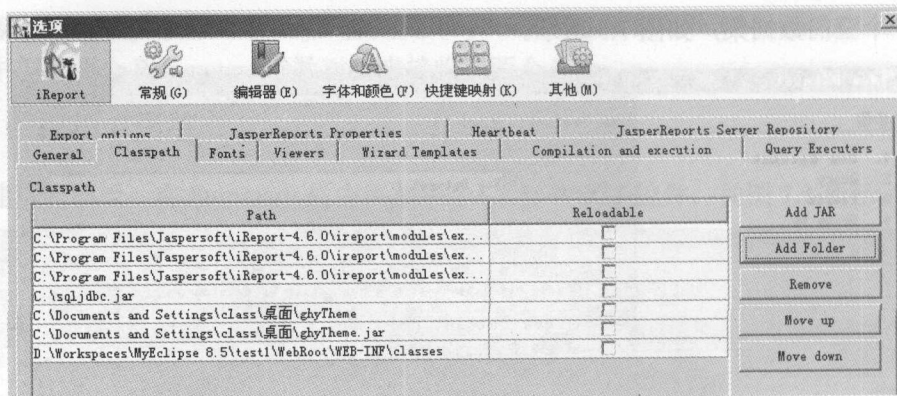 选项
iReport 常规(G) 编辑器(E) 字体和颜色(F) 快捷键映射(K) 其他(M)
Export options JasperReports Properties Heartbeat JasperReports Server Repository
General Classpath Fonts Viewers Wizard Templates Compilation and execution Query Executers
Classpath
Path Reloadable
C:\Program Files\Jaspersoft\iReport-4.6.0\ireport\modules\ex...
C:\Program Files\Jaspersoft\iReport-4.6.0\ireport\modules\ex...
C:\Program Files\Jaspersoft\iReport-4.6.0\ireport\modules\ex...
C:\sqljdbc.jar
C:\Documents and Settings\class\桌面\ghyTheme
C:\Documents and Settings\class\桌面\ghyTheme.jar
D:\Workspaces\MyEclipse 8.5\test1\WebRoot\WEB-INF\classes
Add JAR
Add Folder
Remove
Move up
Move down